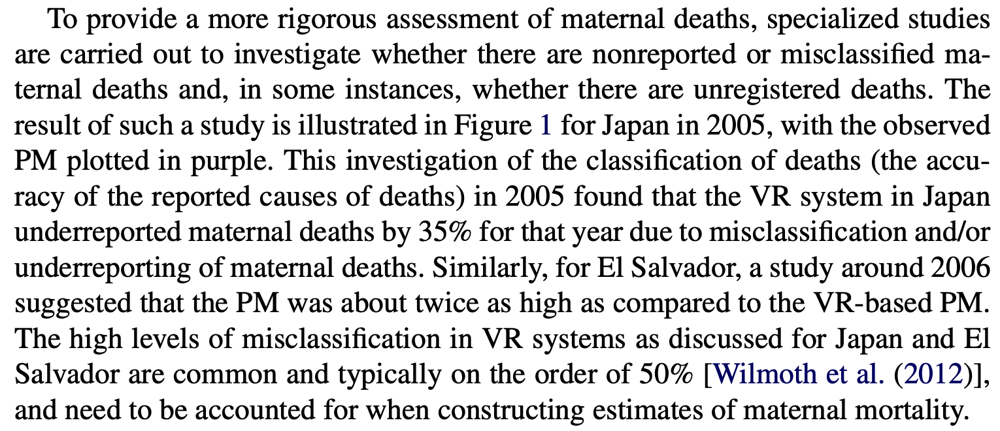 To provide a more rigorous assessment of maternal deaths, specialized studies
are carried out to investigate whether there are nonreported or misclassified ma-
ternal deaths and, in some instances, whether there are unregistered deaths. The
result of such a study is illustrated in Figure 1 for Japan in 2005, with the observed
PM plotted in purple. This investigation of the classification of deaths (the accu-
racy of the reported causes of deaths) in 2005 found that the VR system in Japan
underreported maternal deaths by 35% for that year due to misclassification and/or
underreporting of maternal deaths. Similarly, for El Salvador, a study around 2006
suggested that the PM was about twice as high as compared to the VR-based PM.
The high levels of misclassification in VR systems as discussed for Japan and El
Salvador are common and typically on the order of 50% [Wilmoth et al. (2012)],
and need to be accounted for when constructing estimates of maternal mortality.